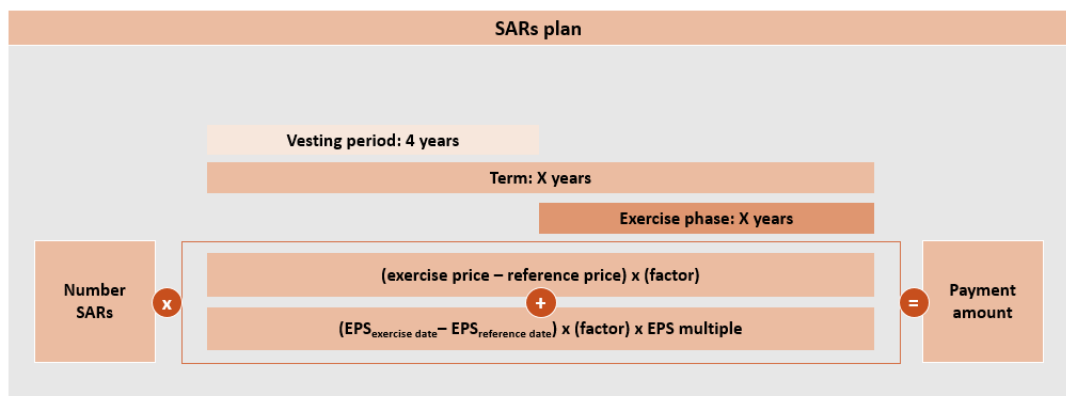 SARs plan
Vesting period: 4 years
Term: X years
Exercise phase: X years
Number
SARs
x
(exercise price – reference price) x (factor)
+
(EPSexercise date– EPSreference date) x (factor) x EPS multiple
=
Payment
amount